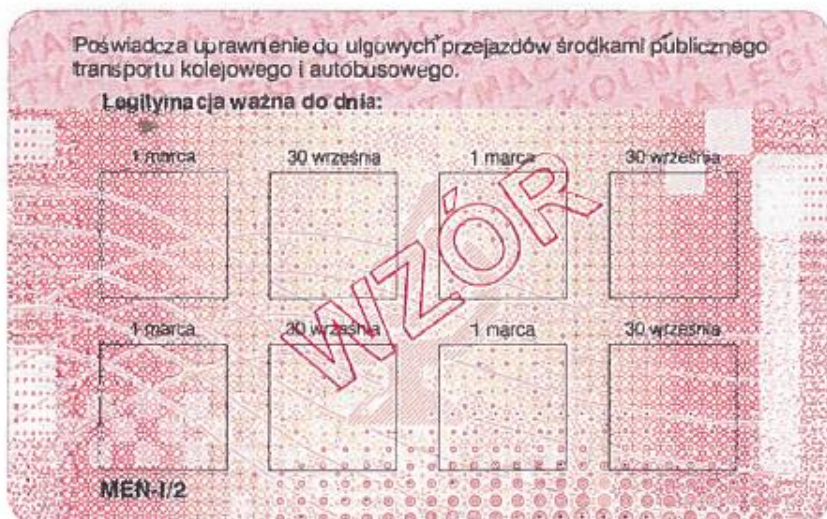 Poświadcza uprawnienie do ulgowych przejazdów środkami publicznego
transportu kolejowego i autobusowego.
Legitymacja ważna do dnia:
1 marca 30 września 1 marca 30 września
WZÓR
1 marca 30 września 1 marca 30 września
MEN-I/2